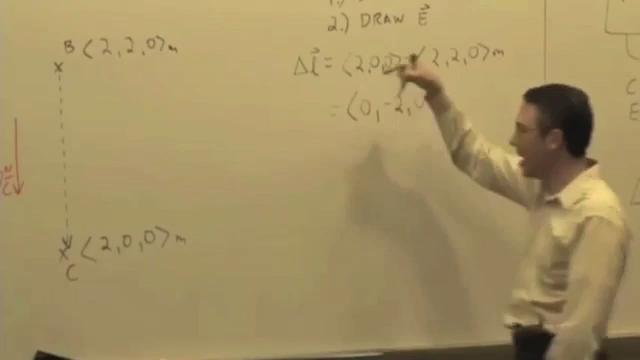 2.) DRAW E⃗
B ⟨2,2,0⟩m
Δl⃗ = ⟨2,0,0⟩-⟨2,2,0⟩m
= ⟨0,-2,0
N/C
⟨2,0,0⟩m
C
C
E